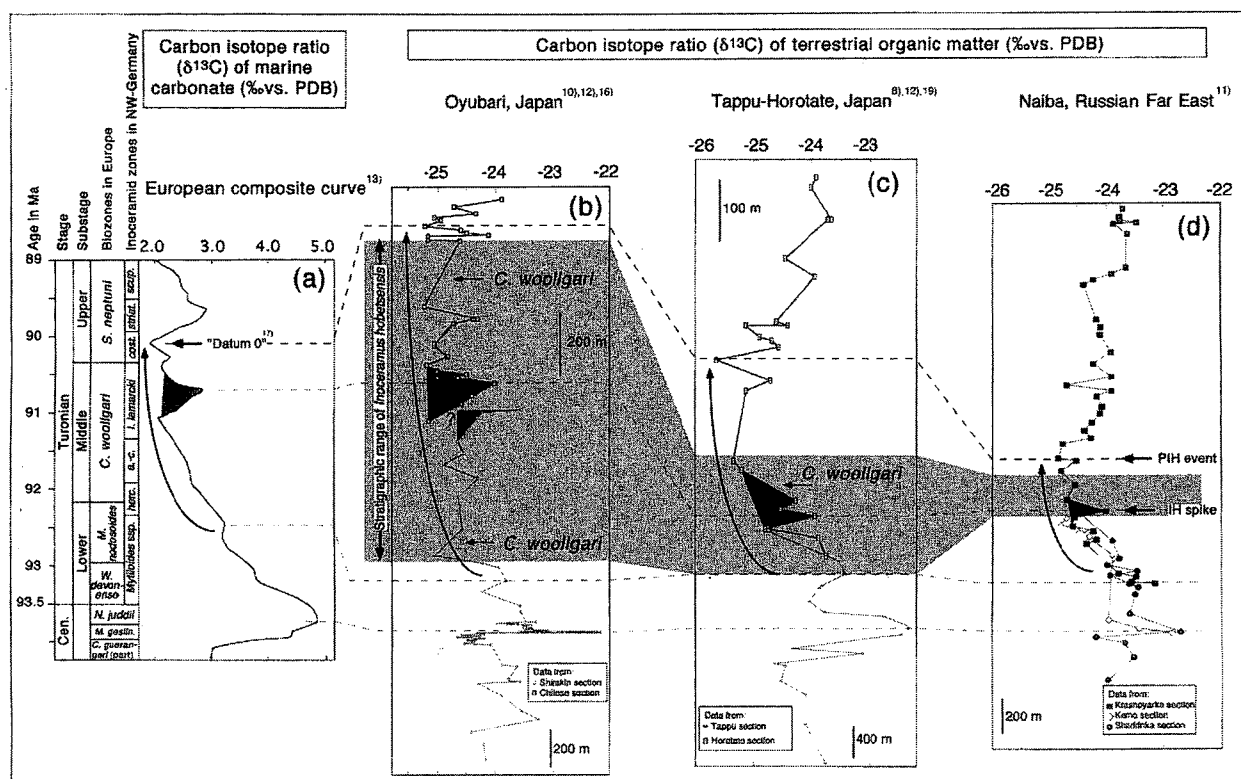 Carbon isotope ratio
(δ13C) of marine
carbonate (‰vs. PDB)
Carbon isotope ratio (δ13C) of terrestrial organic matter (‰vs. PDB)
Oyubari, Japan10),12),16)
Tappu-Horotate, Japan8),12),19)
Naiba, Russian Far East11)
European composite curve13)
Age in Ma
Stage
Substage
Biozones in Europe
Inoceramid zones in NW-Germany
2.0 3.0 4.0 5.0
-25 -24 -23 -22
-26 -25 -24 -23
-26 -25 -24 -23 -22
(a)
(b)
(c)
(d)
89
90
91
92
93
93.5
Turonian
Cen.
Upper
Middle
Lower
S. neptuni
C. woollgari
M. nodosoides
W. devonense
N. juddii
M. geslin.
C. guerangeri (part)
scup.
striat.
cost.
I. lamarcki
a.-c.
herc.
Mytiloides ssp.
"Datum 0"17)
Stratigraphic range of Inoceramus hobetsensis
C. woollgari
200 m
?
C. woollgari
Data from:
Shirakin section
Chilese section
200 m
100 m
C. woollgari
Data from:
Tappu section
Horotate section
400 m
PIH event
IH spike
200 m
Data from:
Krasnoyarka section
Kemo section